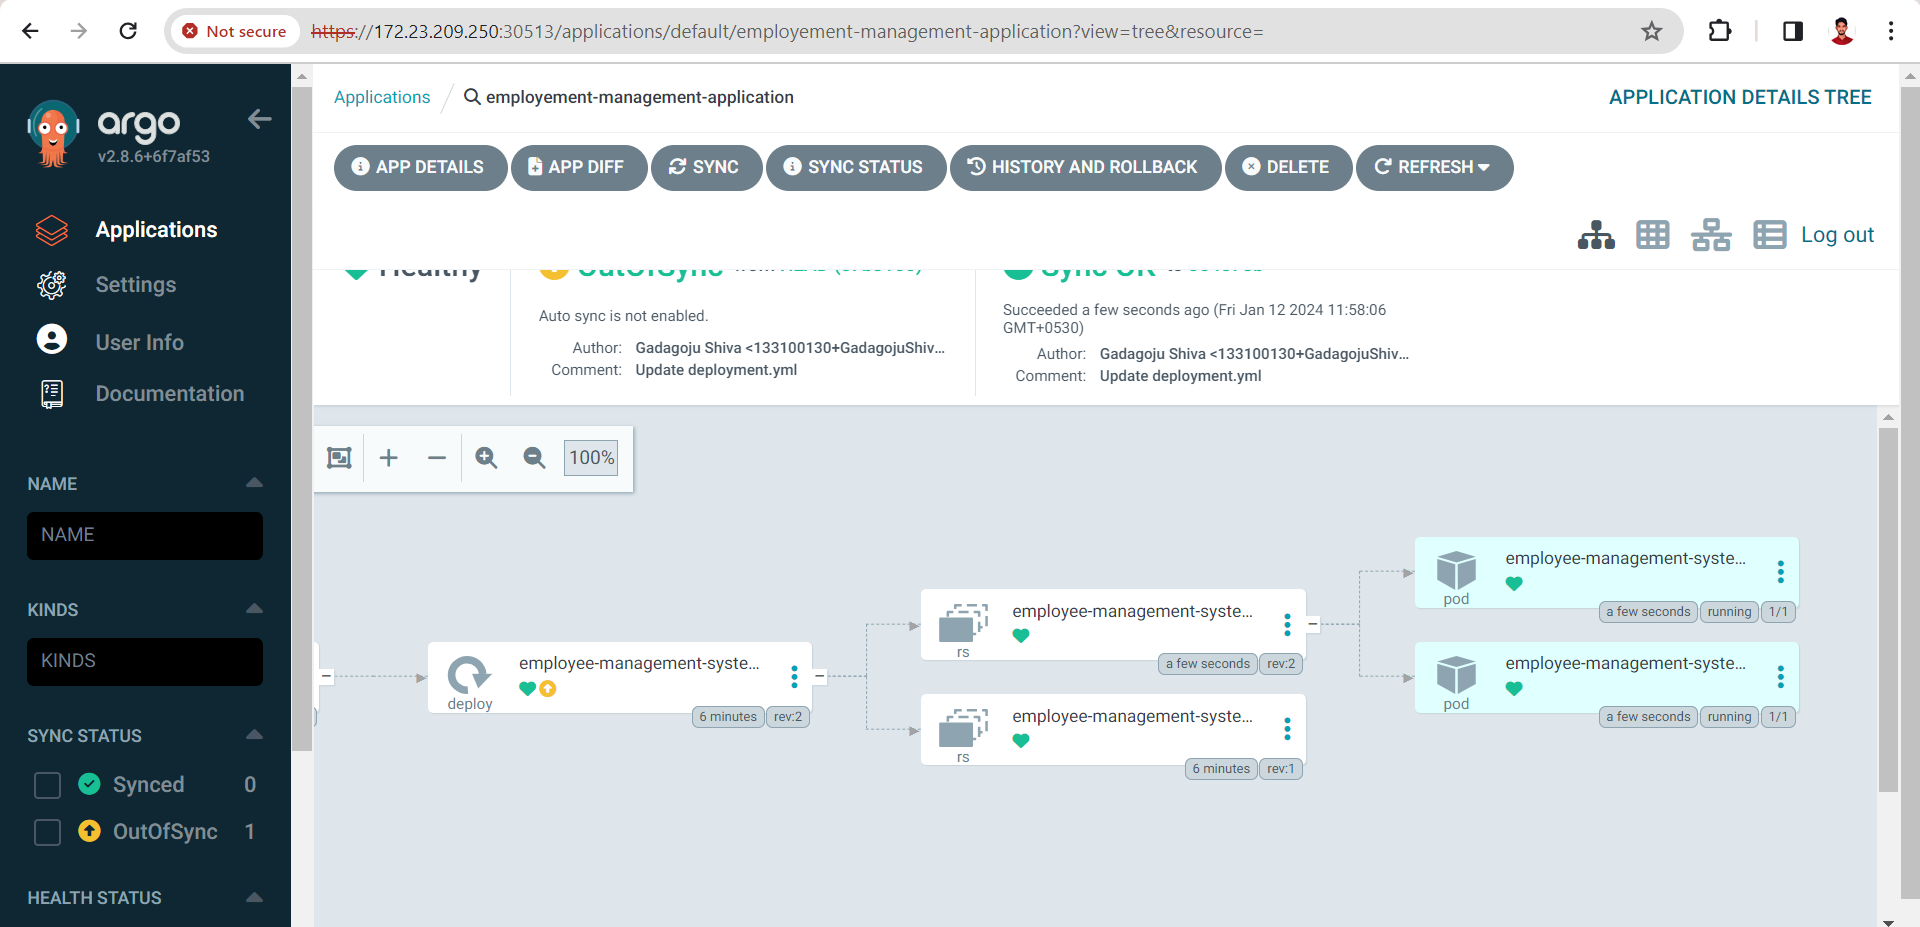 Not secure
https://172.23.209.250:30513/applications/default/employement-management-application?view=tree&resource=
argo
v2.8.6+6f7af53
Applications
Settings
User Info
Documentation
NAME
NAME
KINDS
KINDS
SYNC STATUS
Synced 0
OutOfSync 1
HEALTH STATUS
Applications / employement-management-application
APPLICATION DETAILS TREE
APP DETAILS
APP DIFF
SYNC
SYNC STATUS
HISTORY AND ROLLBACK
DELETE
REFRESH
Log out
Healthy
OutOfSync from HEAD
Auto sync is not enabled.
Author: Gadagoju Shiva <133100130+GadagojuShiv...
Comment: Update deployment.yml
Sync OK to
Succeeded a few seconds ago (Fri Jan 12 2024 11:58:06
GMT+0530)
Author: Gadagoju Shiva <133100130+GadagojuShiv...
Comment: Update deployment.yml
100%
employee-management-syste...
deploy
6 minutes rev:2
employee-management-syste...
rs
a few seconds rev:2
employee-management-syste...
rs
6 minutes rev:1
employee-management-syste...
pod
a few seconds running 1/1
employee-management-syste...
pod
a few seconds running 1/1